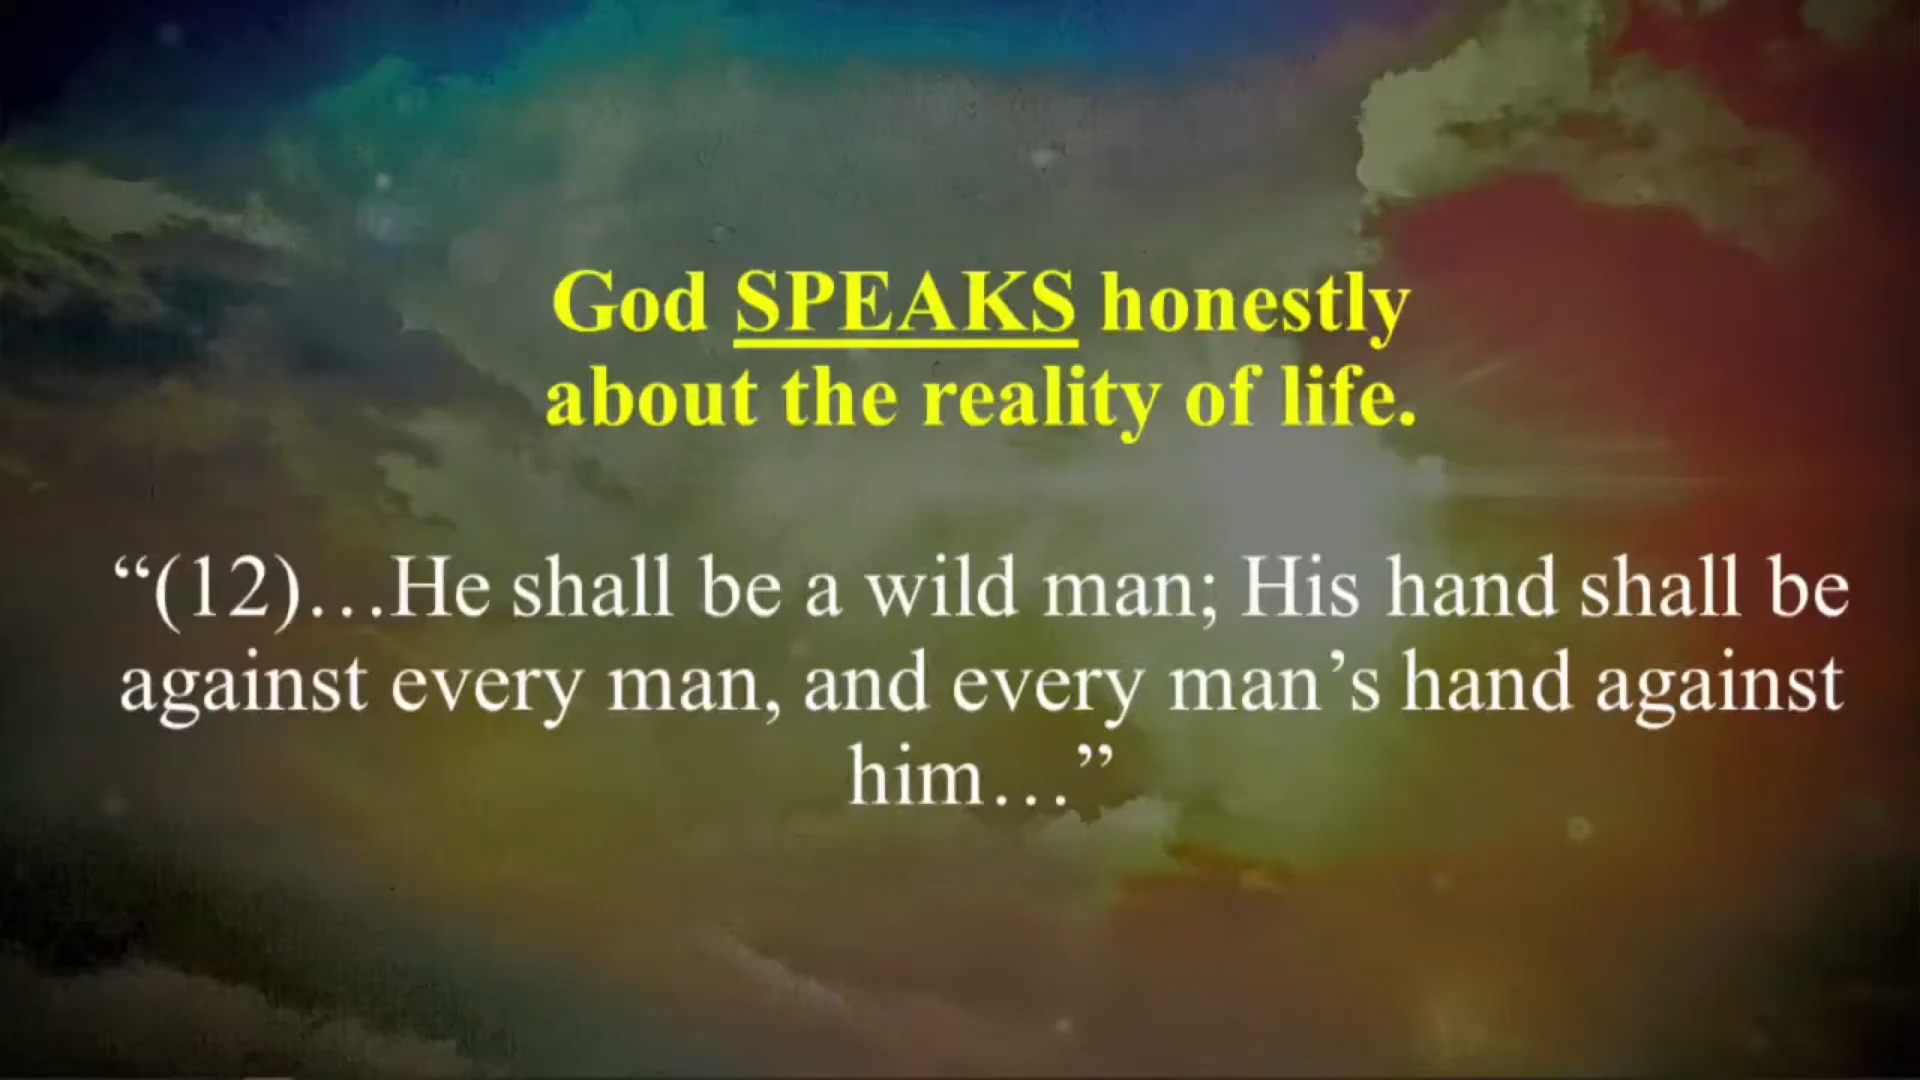 God SPEAKS honestly
about the reality of life.
“(12)…He shall be a wild man; His hand shall be
against every man, and every man’s hand against
him…”